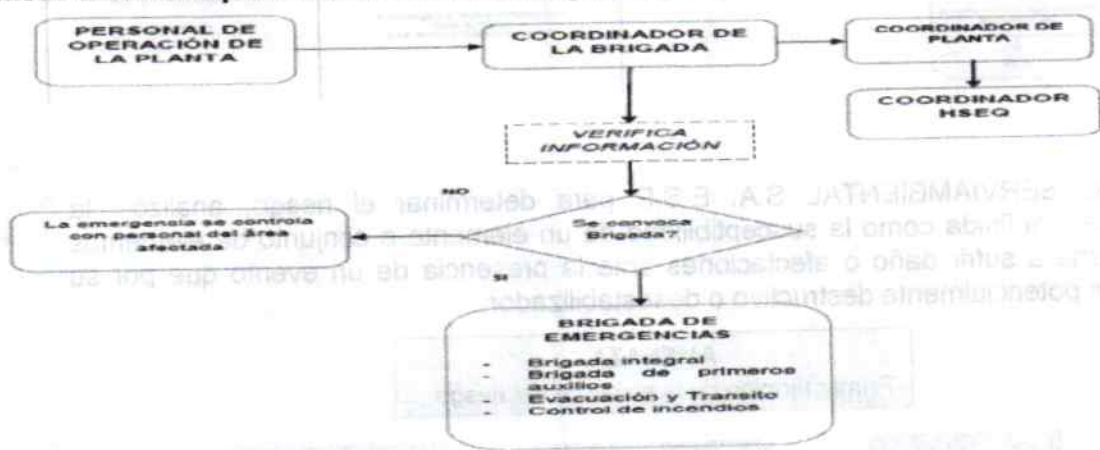 PERSONAL DE
OPERACIÓN DE
LA PLANTA
COORDINADOR DE
LA BRIGADA
COORDINADOR DE
PLANTA
COORDINADOR
HSEQ
VERIFICA
INFORMACIÓN
NO
La emergencia se controla
con personal del área
afectada
Se convoca
Brigada?
SI
BRIGADA DE
EMERGENCIAS
- Brigada integral
- Brigada de primeros
auxilios
- Evacuación y Transito
- Control de incendios
SERVIAMBIENTAL S.A. E.S.P para determinar el riesgo, analiza la
como la susceptibilidad de un elemento o conjunto de
a sufrir daño o afectaciones ante la presencia de un evento que por su
potencialmente destructivo o desestabilizador